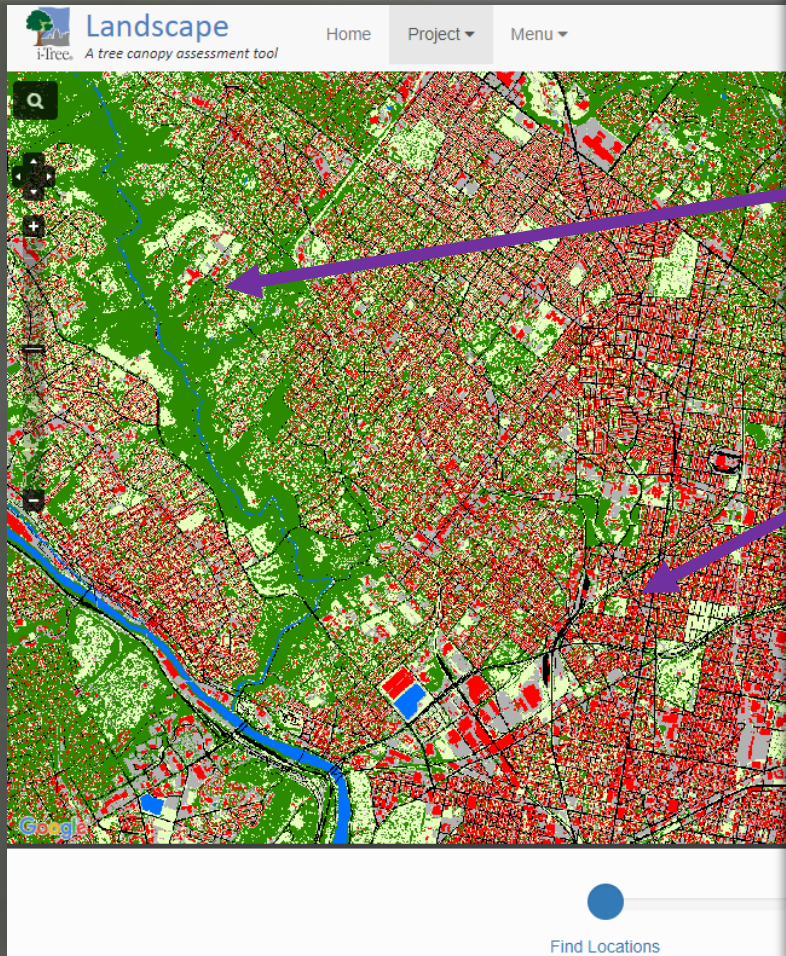 i-Tree®
Landscape
A tree canopy assessment tool
Home
Project
Menu
Google
Find Locations